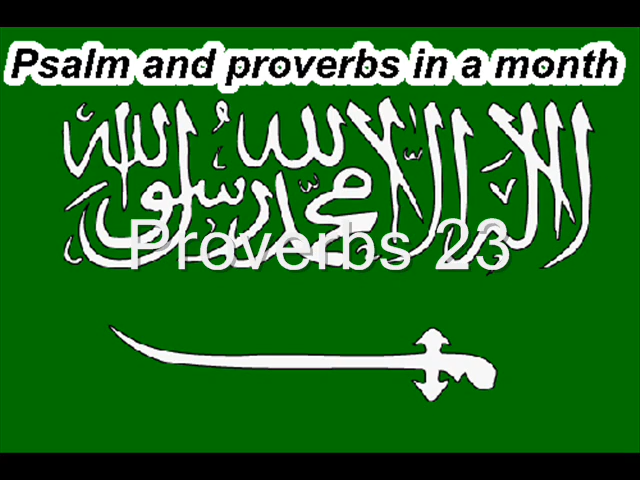 Psalm and proverbs in a month
لا إله إلا الله محمد رسول الله
Proverbs 23